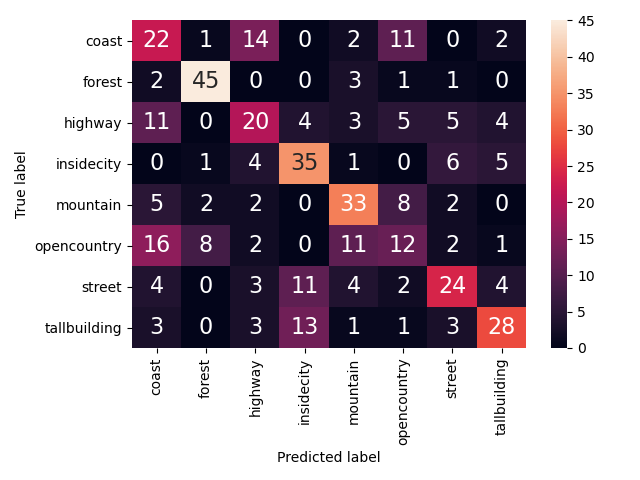 coast 22 1 14 0 2 11 0 2
forest 2 45 0 0 3 1 1 0
highway 11 0 20 4 3 5 5 4
insidecity 0 1 4 35 1 0 6 5
mountain 5 2 2 0 33 8 2 0
opencountry 16 8 2 0 11 12 2 1
street 4 0 3 11 4 2 24 4
tallbuilding 3 0 3 13 1 1 3 28
coast forest highway insidecity mountain opencountry street tallbuilding
Predicted label
True label
45
40
35
30
25
20
15
10
5
0